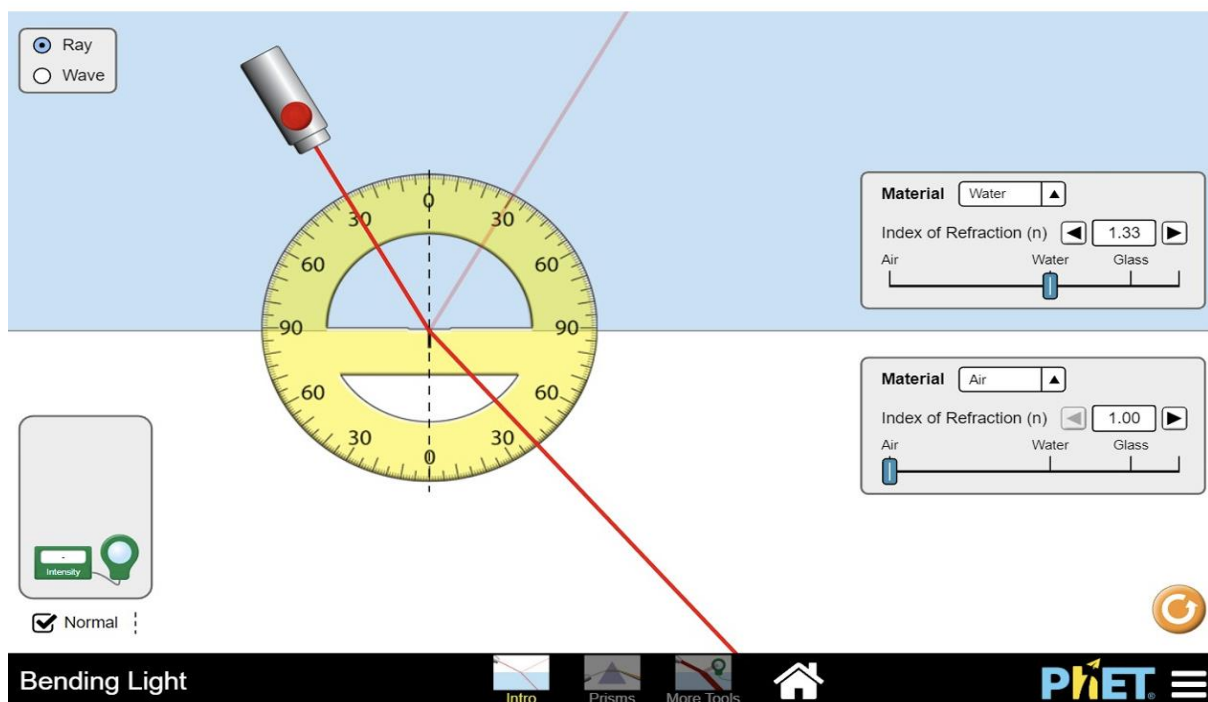 Ray
Wave
Material Water
Index of Refraction (n) 1.33
Air Water Glass
0
30 30
60 60
90 90
60 60
30 30
0
Material Air
Index of Refraction (n) 1.00
Air Water Glass
-
Intensity
Normal
Bending Light
Intro Prisms More Tools
PhET